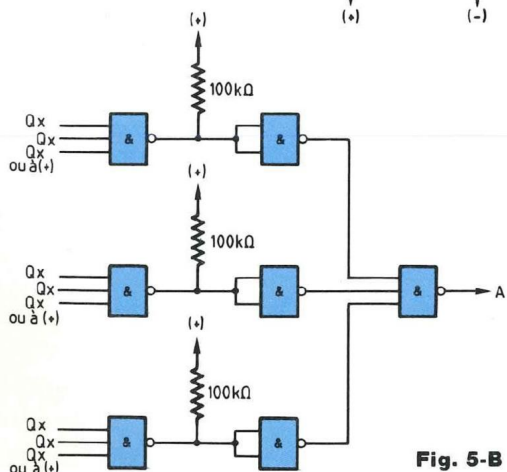 (+)
(+)
(-)
100kΩ
Qx
Qx
Qx
ou à (+)
&
&
(+)
100kΩ
Qx
Qx
Qx
ou à (+)
&
&
&
A
(+)
100kΩ
Qx
Qx
Qx
ou à (+)
&
&
Fig. 5-B